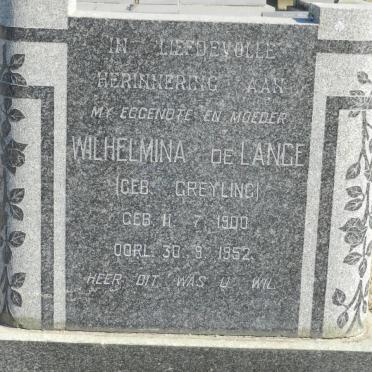 IN LIEFDEVOLLE
HERINNERING AAN
MY EGGENOTE EN MOEDER
WILHELMINA DE LANGE
(GEB. GREYLING)
GEB. 11. 7. 1900
OORL. 30. 9. 1952.
HEER DIT WAS U WIL.